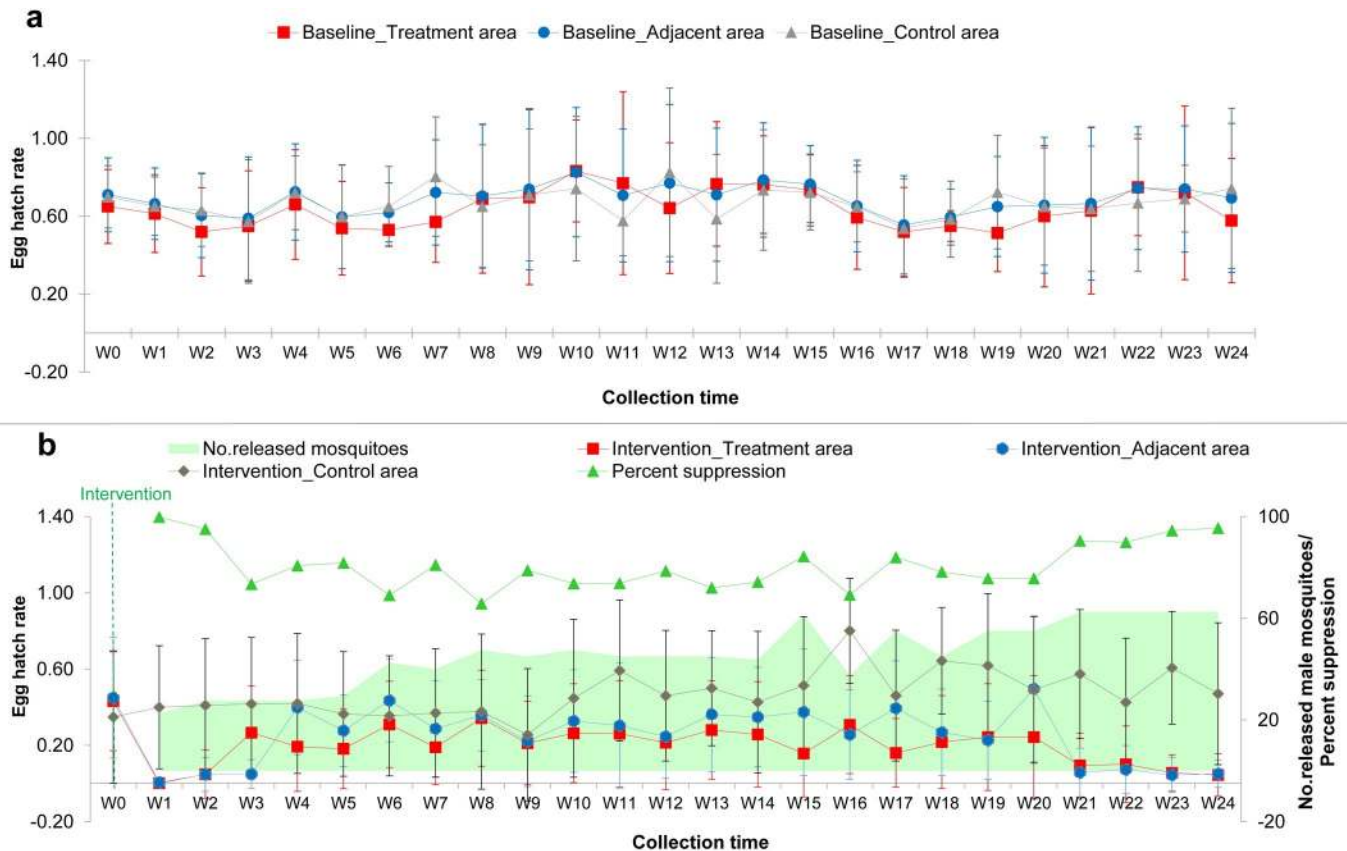 a
Baseline_Treatment area Baseline_Adjacent area Baseline_Control area
1.40
1.00
0.60
0.20
-0.20
Egg hatch rate
W0 W1 W2 W3 W4 W5 W6 W7 W8 W9 W10 W11 W12 W13 W14 W15 W16 W17 W18 W19 W20 W21 W22 W23 W24
Collection time
b
No.released mosquitoes Intervention_Treatment area Intervention_Adjacent area
Intervention_Control area Percent suppression
Intervention
1.40
1.00
0.60
0.20
-0.20
Egg hatch rate
100
60
20
-20
No.released male mosquitoes/
Percent suppression
W0 W1 W2 W3 W4 W5 W6 W7 W8 W9 W10 W11 W12 W13 W14 W15 W16 W17 W18 W19 W20 W21 W22 W23 W24
Collection time